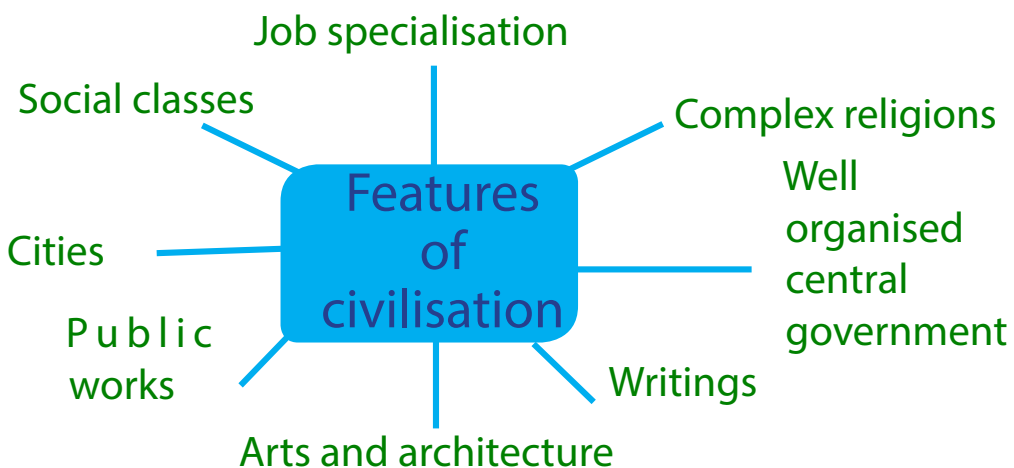 Job specialisation
Social classes
Complex religions
Features
of
civilisation
Well
organised
central
government
Cities
Public
works
Writings
Arts and architecture